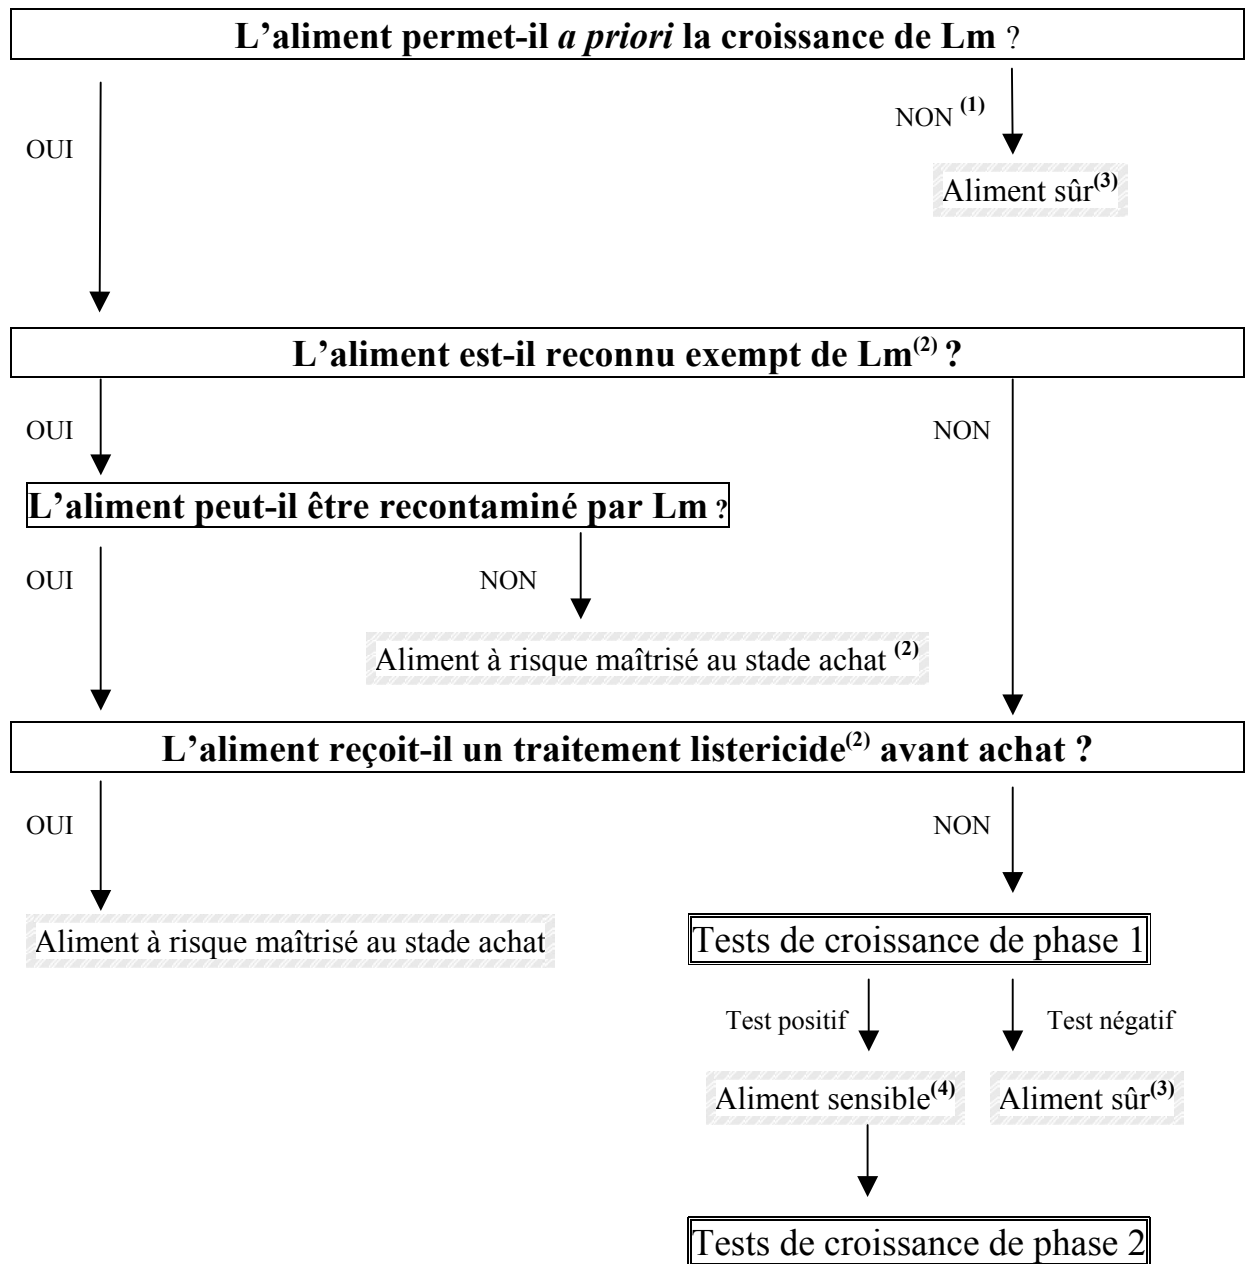 L’aliment permet-il a priori la croissance de Lm ?
NON (1)
OUI
Aliment sûr(3)
L’aliment est-il reconnu exempt de Lm(2) ?
OUI
NON
L’aliment peut-il être recontaminé par Lm ?
OUI
NON
Aliment à risque maîtrisé au stade achat (2)
L’aliment reçoit-il un traitement listericide(2) avant achat ?
OUI
NON
Aliment à risque maîtrisé au stade achat
Tests de croissance de phase 1
Test positif
Test négatif
Aliment sensible(4)
Aliment sûr(3)
Tests de croissance de phase 2